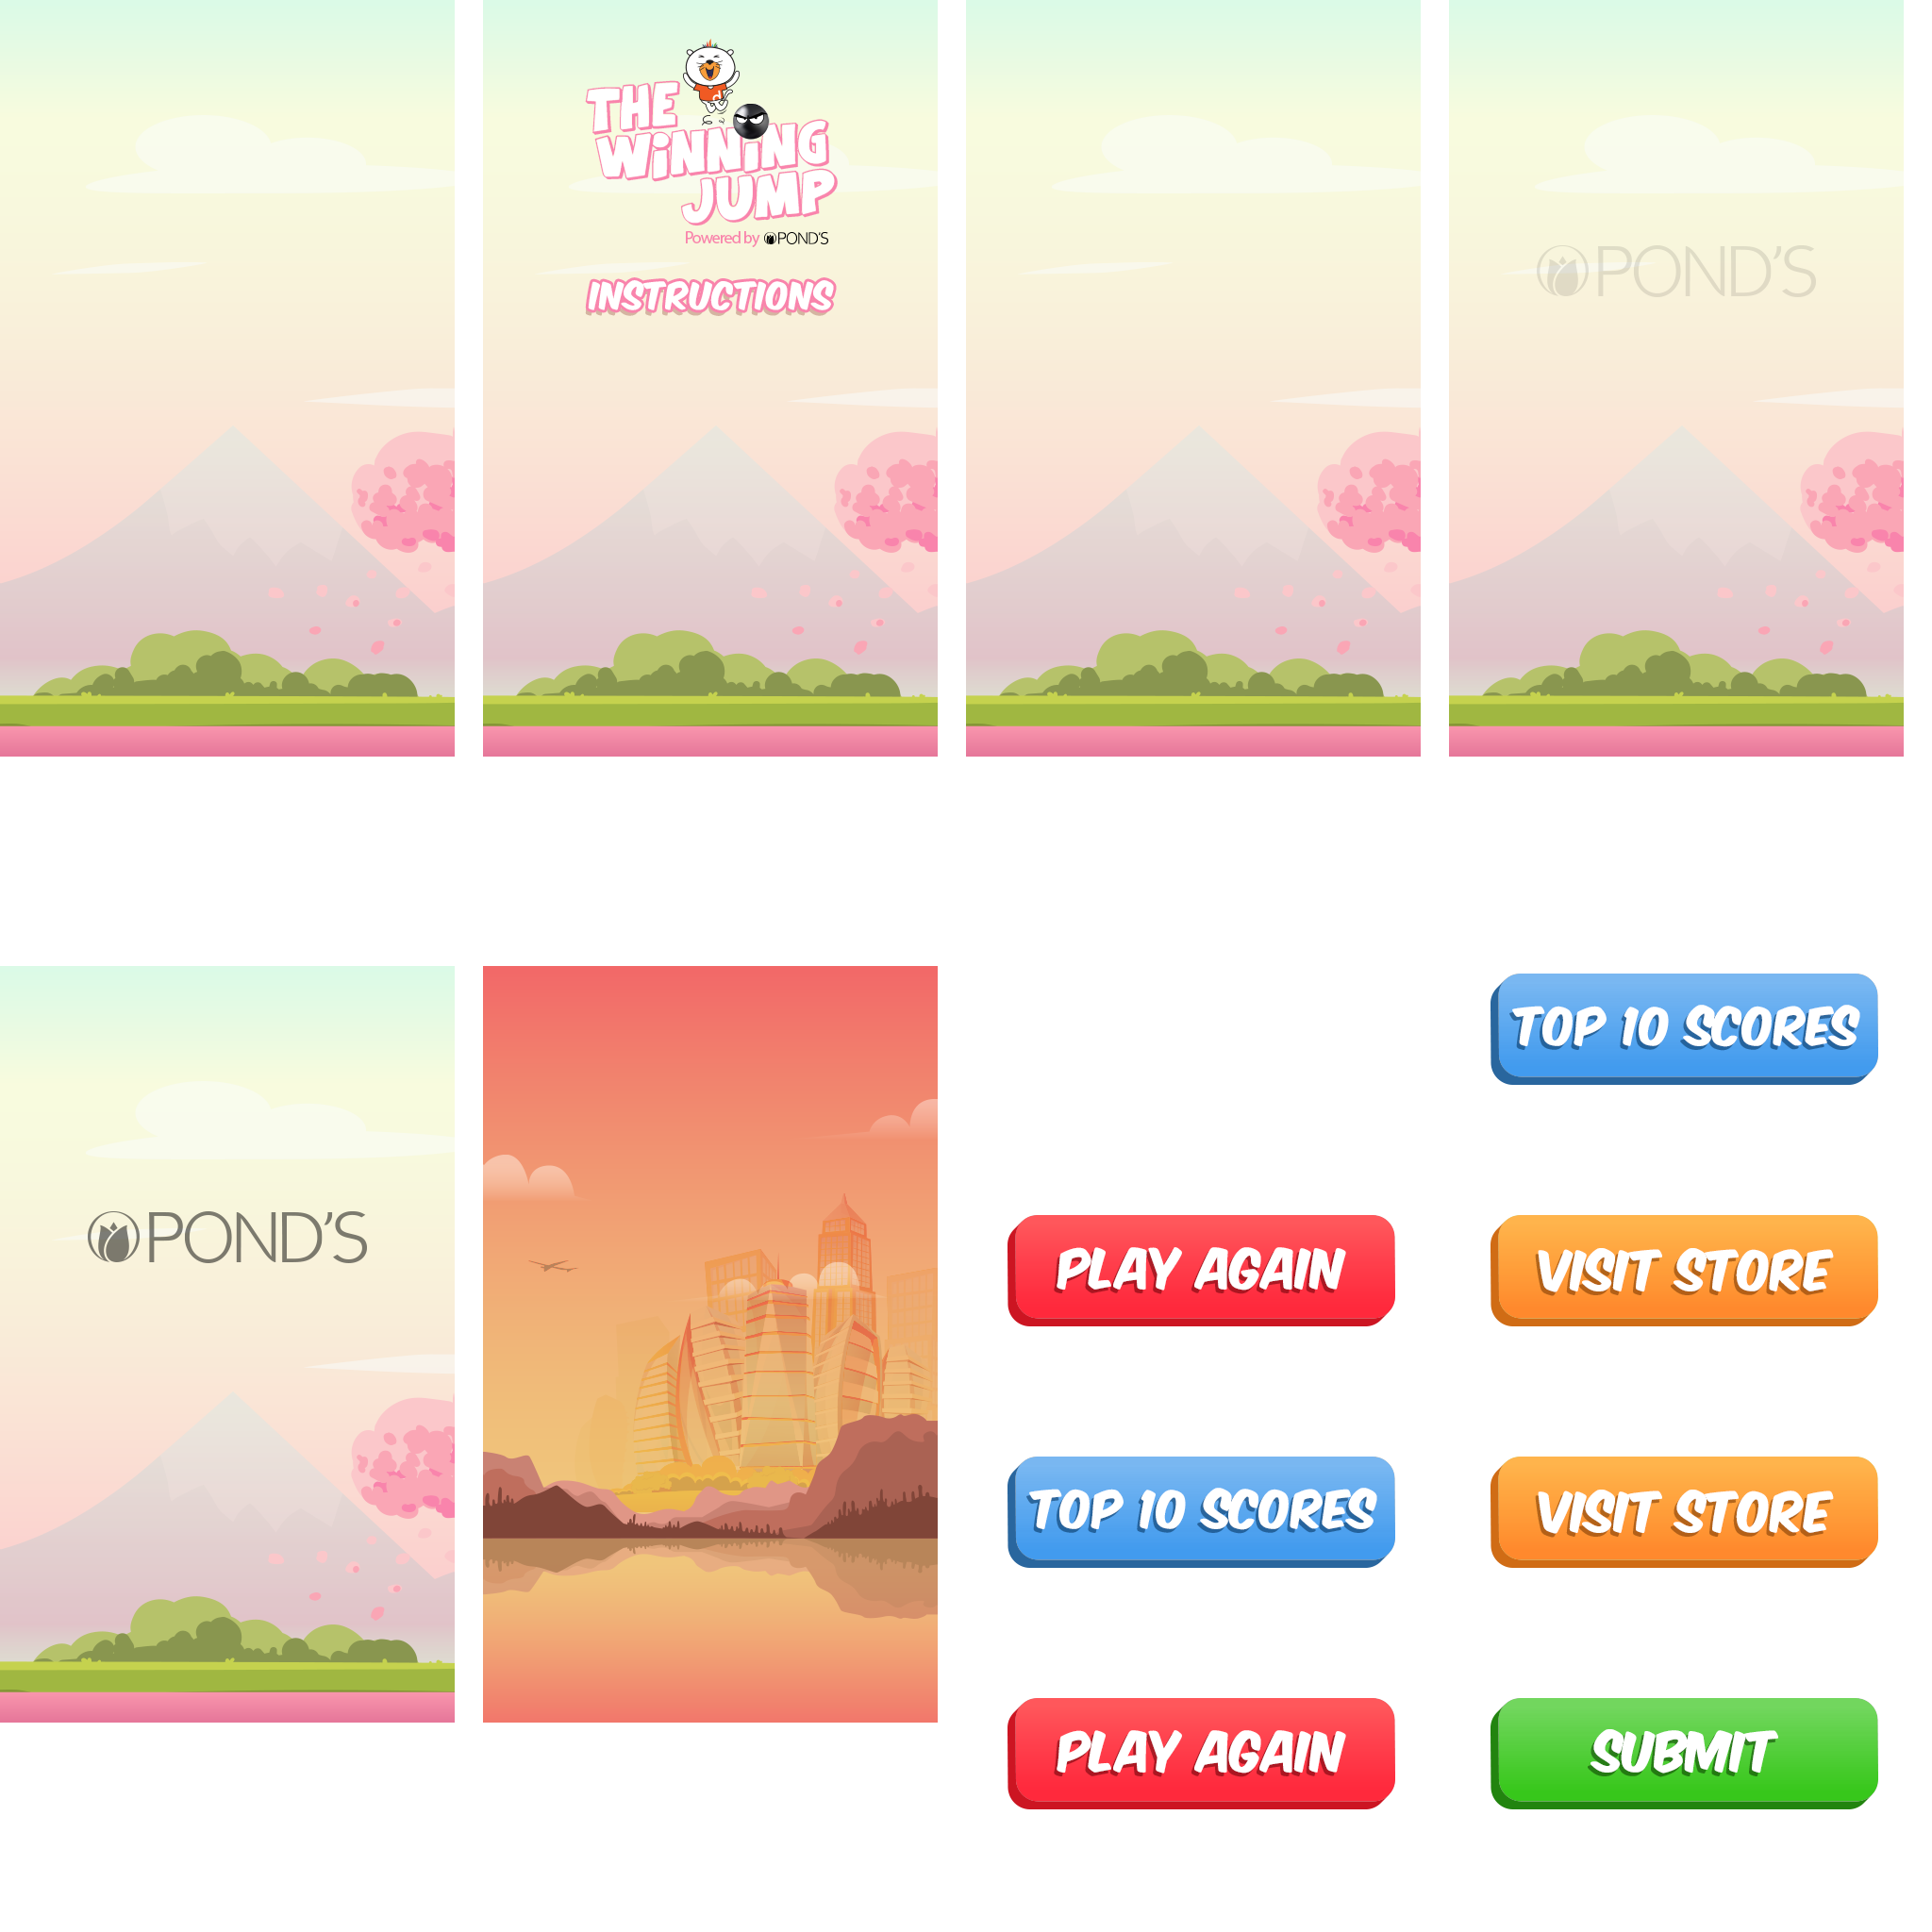 THE
WiNNiNG
JUMP
Powered by POND'S
INSTRUCTIONS
POND'S
POND'S
TOP 10 SCORES
PLAY AGAIN
VISIT STORE
TOP 10 SCORES
VISIT STORE
PLAY AGAIN
SUBMIT